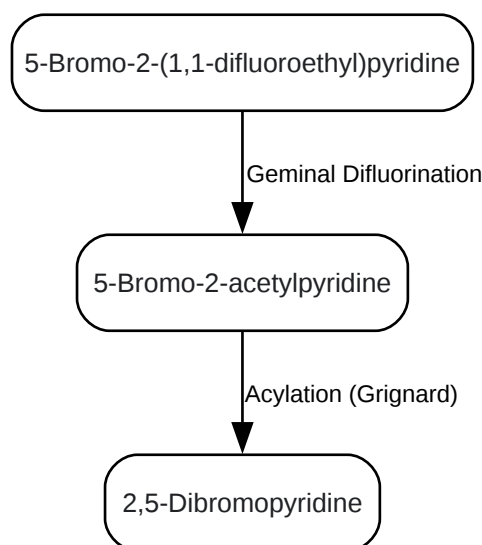 5-Bromo-2-(1,1-difluoroethyl)pyridine
Geminal Difluorination
5-Bromo-2-acetylpyridine
Acylation (Grignard)
2,5-Dibromopyridine